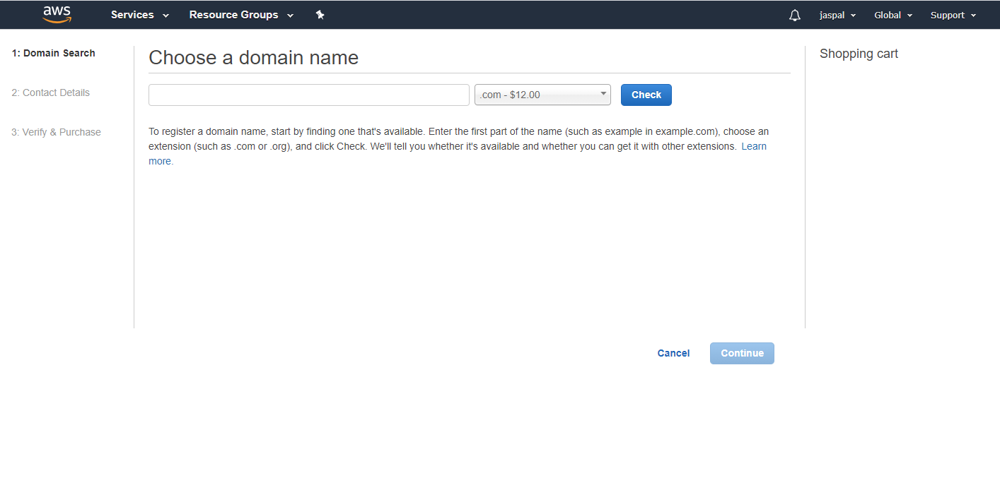 aws Services Resource Groups jaspal Global Support
1: Domain Search
2: Contact Details
3: Verify & Purchase
Choose a domain name
.com - $12.00 Check
To register a domain name, start by finding one that's available. Enter the first part of the name (such as example in example.com), choose an
extension (such as .com or .org), and click Check. We'll tell you whether it's available and whether you can get it with other extensions. Learn
more.
Shopping cart
Cancel Continue